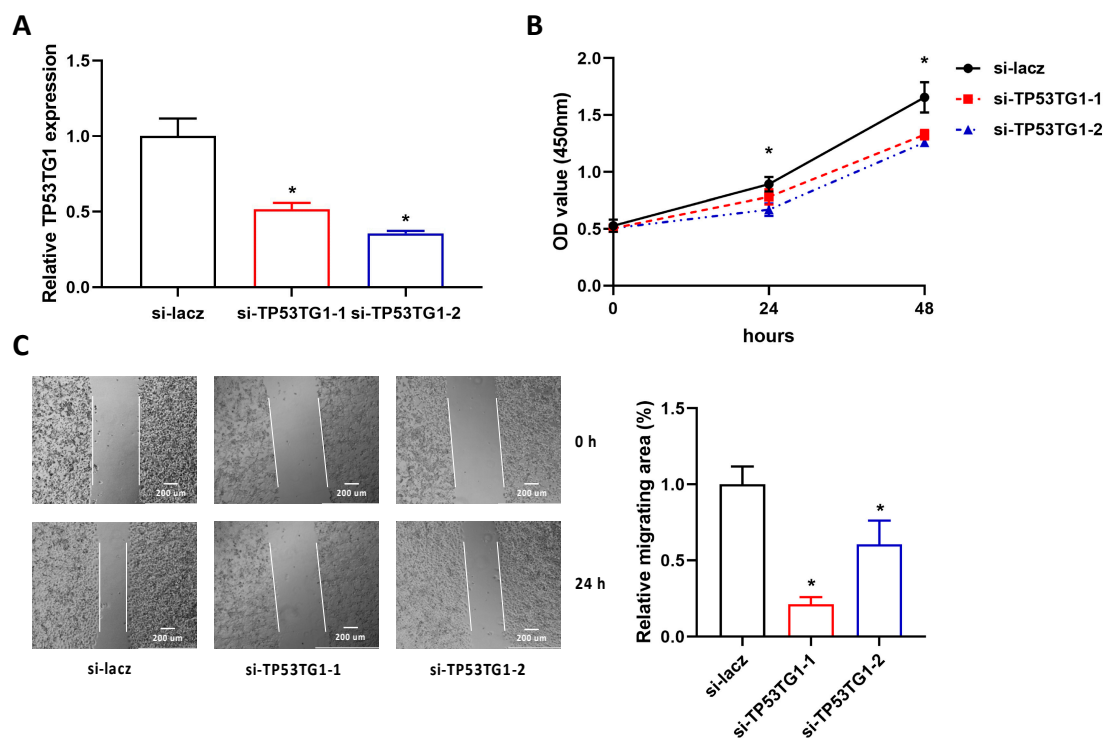 A
Relative TP53TG1 expression
1.5
1.0
0.5
0.0
*
*
si-lacz
si-TP53TG1-1
si-TP53TG1-2
B
OD value (450nm)
2.0
1.5
1.0
0.5
0.0
*
*
0
24
48
hours
si-lacz
si-TP53TG1-1
si-TP53TG1-2
C
200 um
200 um
200 um
0 h
200 um
200 um
200 um
24 h
si-lacz
si-TP53TG1-1
si-TP53TG1-2
Relative migrating area (%)
1.5
1.0
0.5
0.0
*
*
si-lacz
si-TP53TG1-1
si-TP53TG1-2